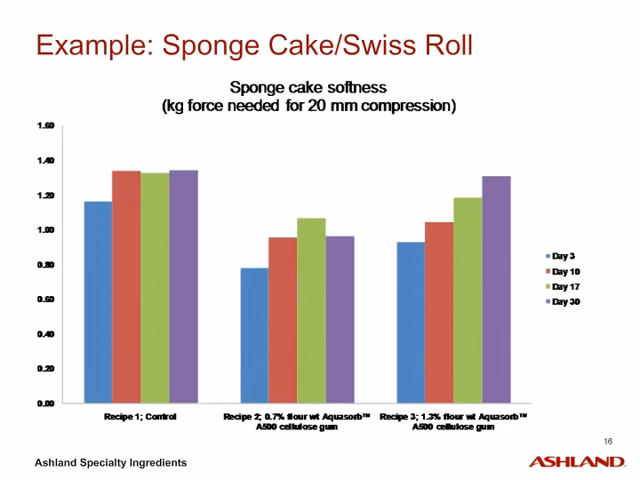 Example: Sponge Cake/Swiss Roll
Sponge cake softness
(kg force needed for 20 mm compression)
1.60
1.40
1.20
1.00
0.80
0.60
0.40
0.20
0.00
Day 3
Day 10
Day 17
Day 30
Recipe 1; Control
Recipe 2; 0.7% flour wt Aquasorb™
A500 cellulose gum
Recipe 3; 1.3% flour wt Aquasorb™
A500 cellulose gum
16
Ashland Specialty Ingredients
ASHLAND.